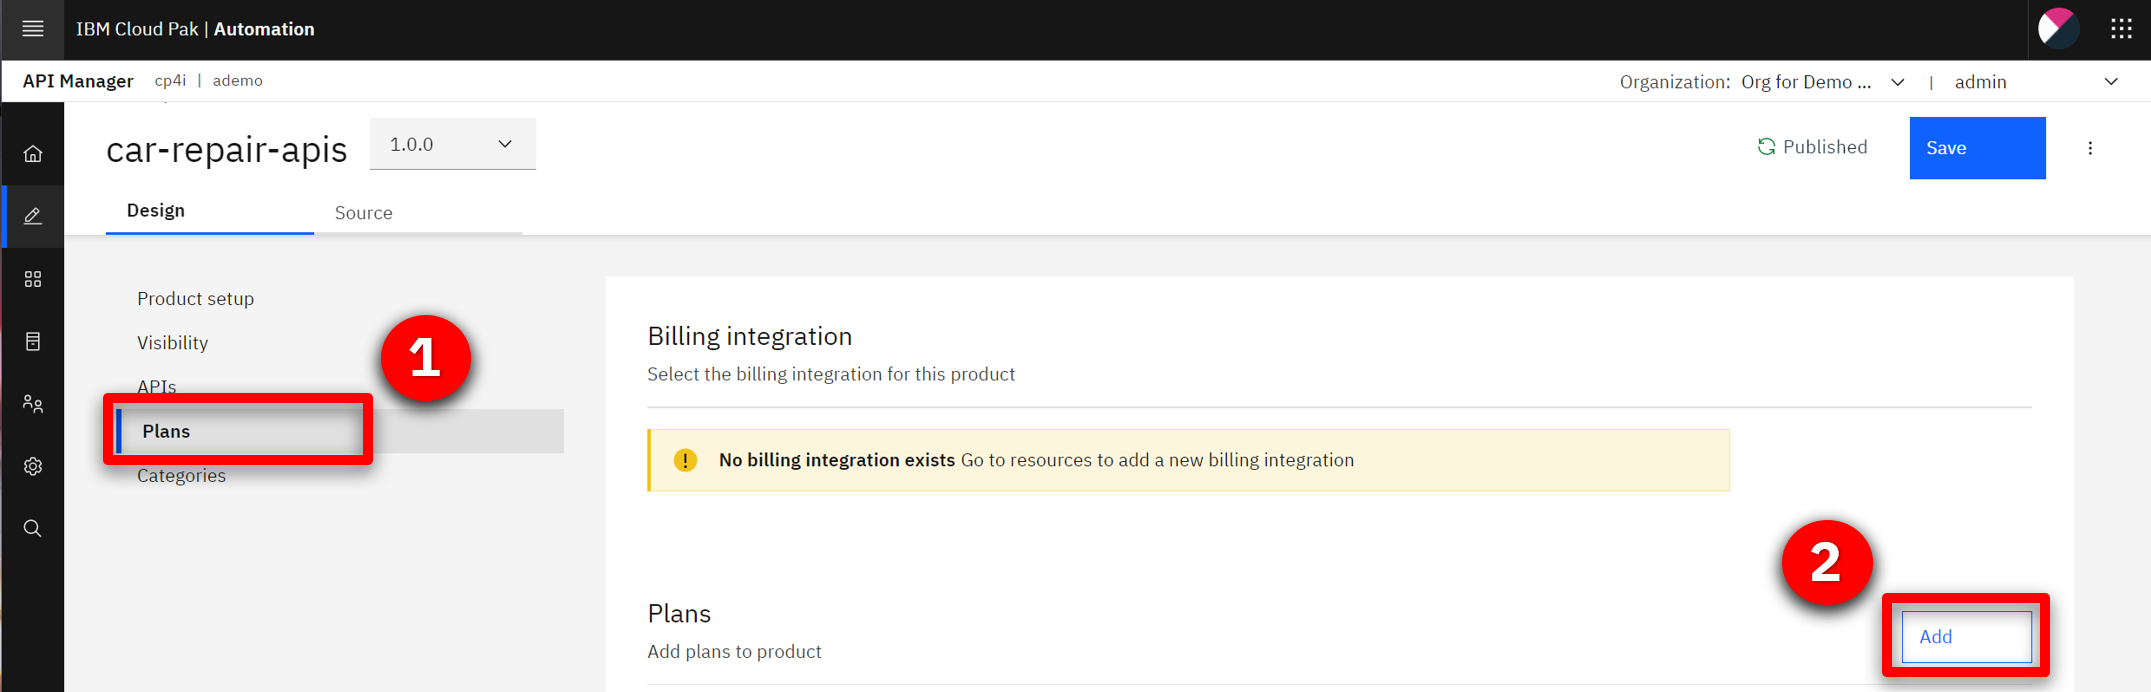 IBM Cloud Pak | Automation
API Manager cp4i | ademo Organization: Org for Demo ... | admin
car-repair-apis 1.0.0 Published Save
Design Source
Product setup
Visibility
APIs
Plans
Categories
1
Billing integration
Select the billing integration for this product
No billing integration exists Go to resources to add a new billing integration
2
Plans
Add plans to product
Add